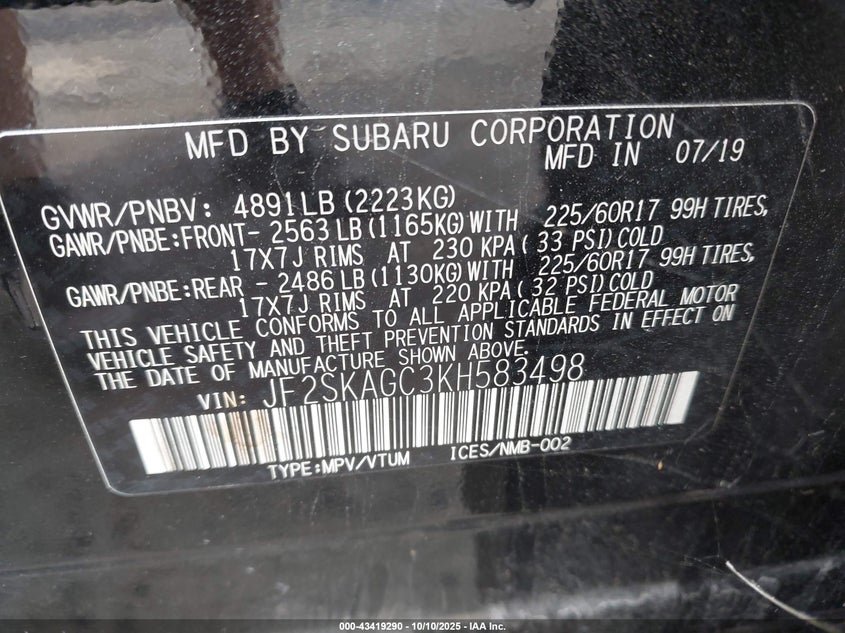 MFD BY SUBARU CORPORATION
MFD IN 07/19
GVWR/PNBV: 4891LB (2223KG)
GAWR/PNBE:FRONT- 2563 LB (1165KG) WITH 225/60R17 99H TIRES,
17X7J RIMS AT 230 KPA ( 33 PSI) COLD
GAWR/PNBE:REAR - 2486 LB (1130KG) WITH 225/60R17 99H TIRES,
17X7J RIMS AT 220 KPA ( 32 PSI) COLD
THIS VEHICLE CONFORMS TO ALL APPLICABLE FEDERAL MOTOR
VEHICLE SAFETY AND THEFT PREVENTION STANDARDS IN EFFECT ON
THE DATE OF MANUFACTURE SHOWN ABOVE.
VIN: JF2SKAGC3KH583498
TYPE:MPV/VTUM ICES/NMB-002
000-43419290 - 10/10/2025 - IAA Inc.